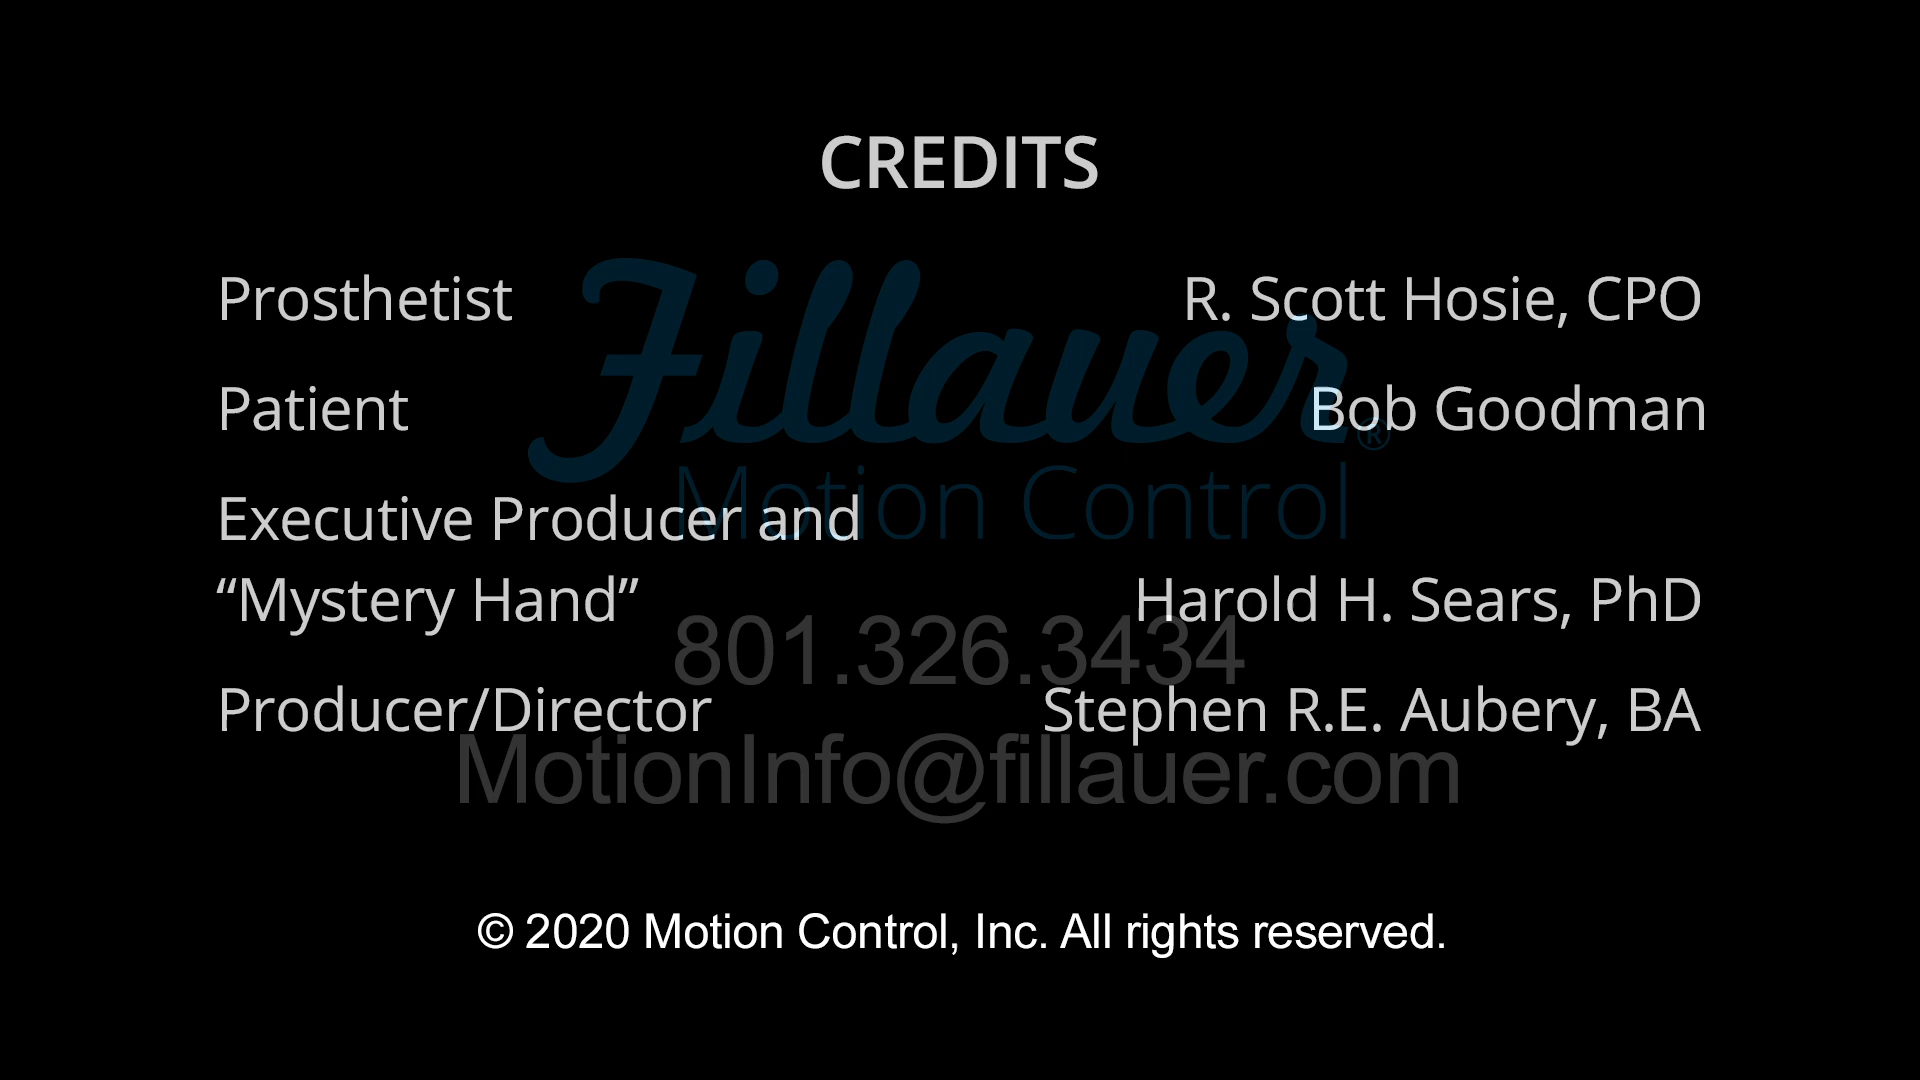 CREDITS
Prosthetist R. Scott Hosie, CPO
Fillauer®
Patient Bob Goodman
Motion Control
Executive Producer and
“Mystery Hand” Harold H. Sears, PhD
801.326.3434
Producer/Director Stephen R.E. Aubery, BA
MotionInfo@fillauer.com
© 2020 Motion Control, Inc. All rights reserved.